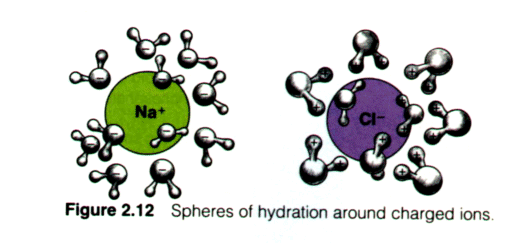 Na+ Cl−
Figure 2.12 Spheres of hydration around charged ions.